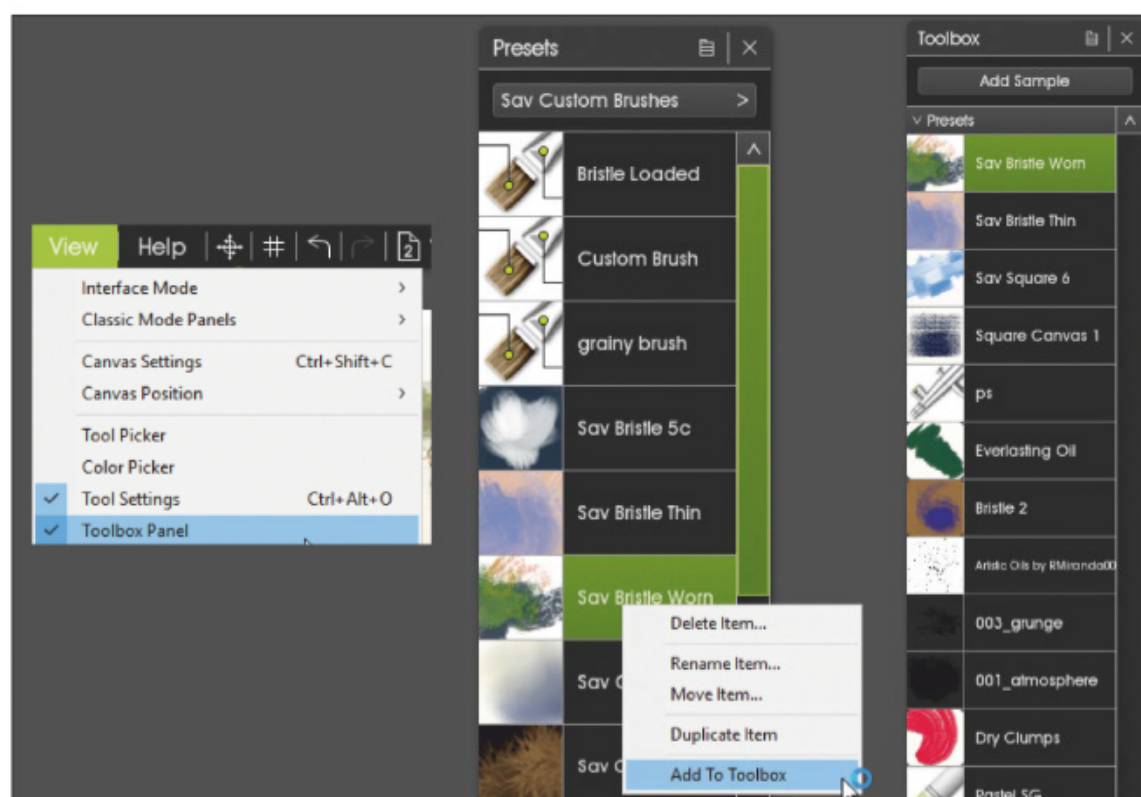 View Help 2
Interface Mode >
Classic Mode Panels >
Canvas Settings Ctrl+Shift+C
Canvas Position >
Tool Picker
Color Picker
Tool Settings Ctrl+Alt+O
Toolbox Panel
Presets
Sav Custom Brushes >
Bristle Loaded
Custom Brush
grainy brush
Sav Bristle 5c
Sav Bristle Thin
Sav Bristle Worn
Sav
Sav
Delete Item...
Rename Item...
Move Item...
Duplicate Item
Add To Toolbox
Toolbox
Add Sample
Presets
Sav Bristle Worn
Sav Bristle Thin
Sav Square 6
Square Canvas 1
ps
Everlasting Oil
Bristle 2
Artistic Oils by RMiranda00
003_grunge
001_atmosphere
Dry Clumps
Pastel SG